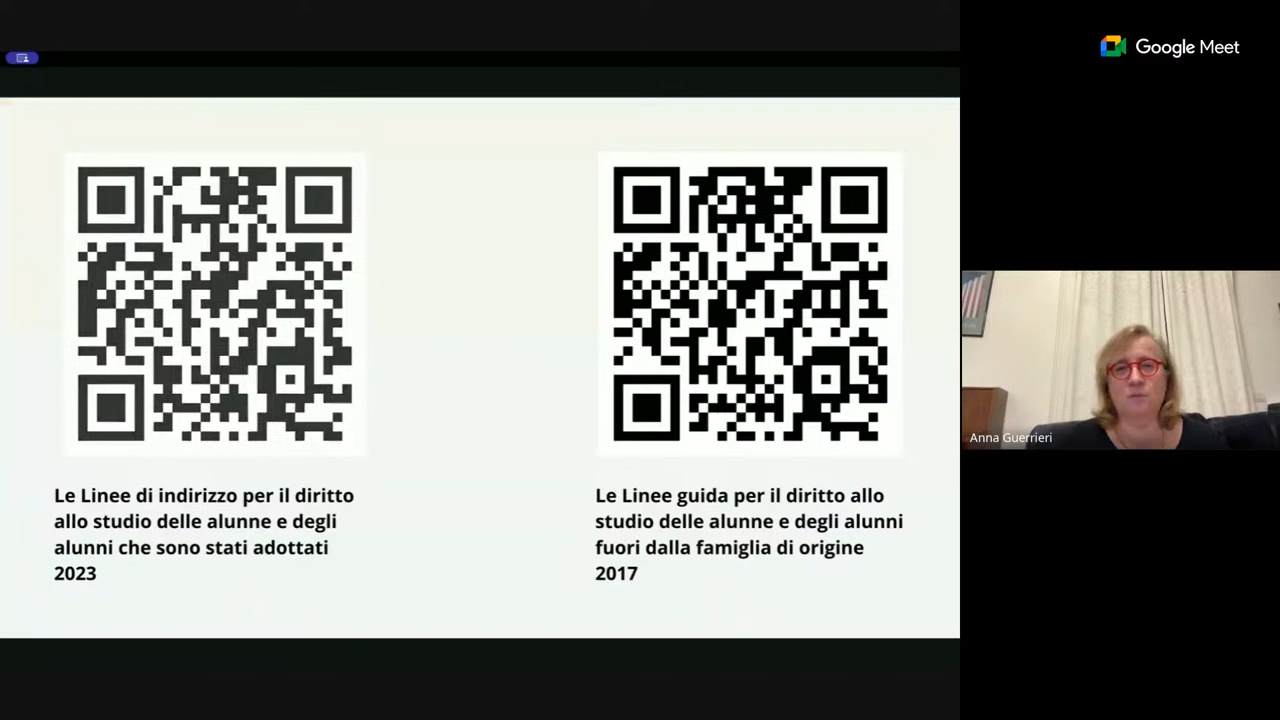 Google Meet
Le Linee di indirizzo per il diritto
allo studio delle alunne e degli
alunni che sono stati adottati
2023
Le Linee guida per il diritto allo
studio delle alunne e degli alunni
fuori dalla famiglia di origine
2017
Anna Guerrieri